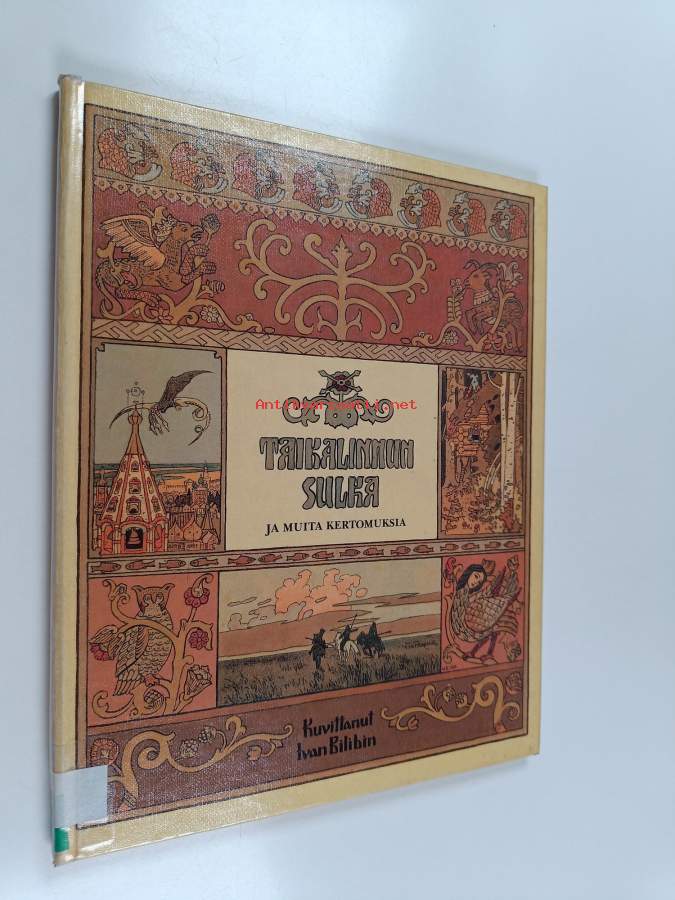 Antikvariaatti.net
TAIKALINNUN
SULKA
JA MUITA KERTOMUKSIA
Kuvittanut
Ivan Bilibin